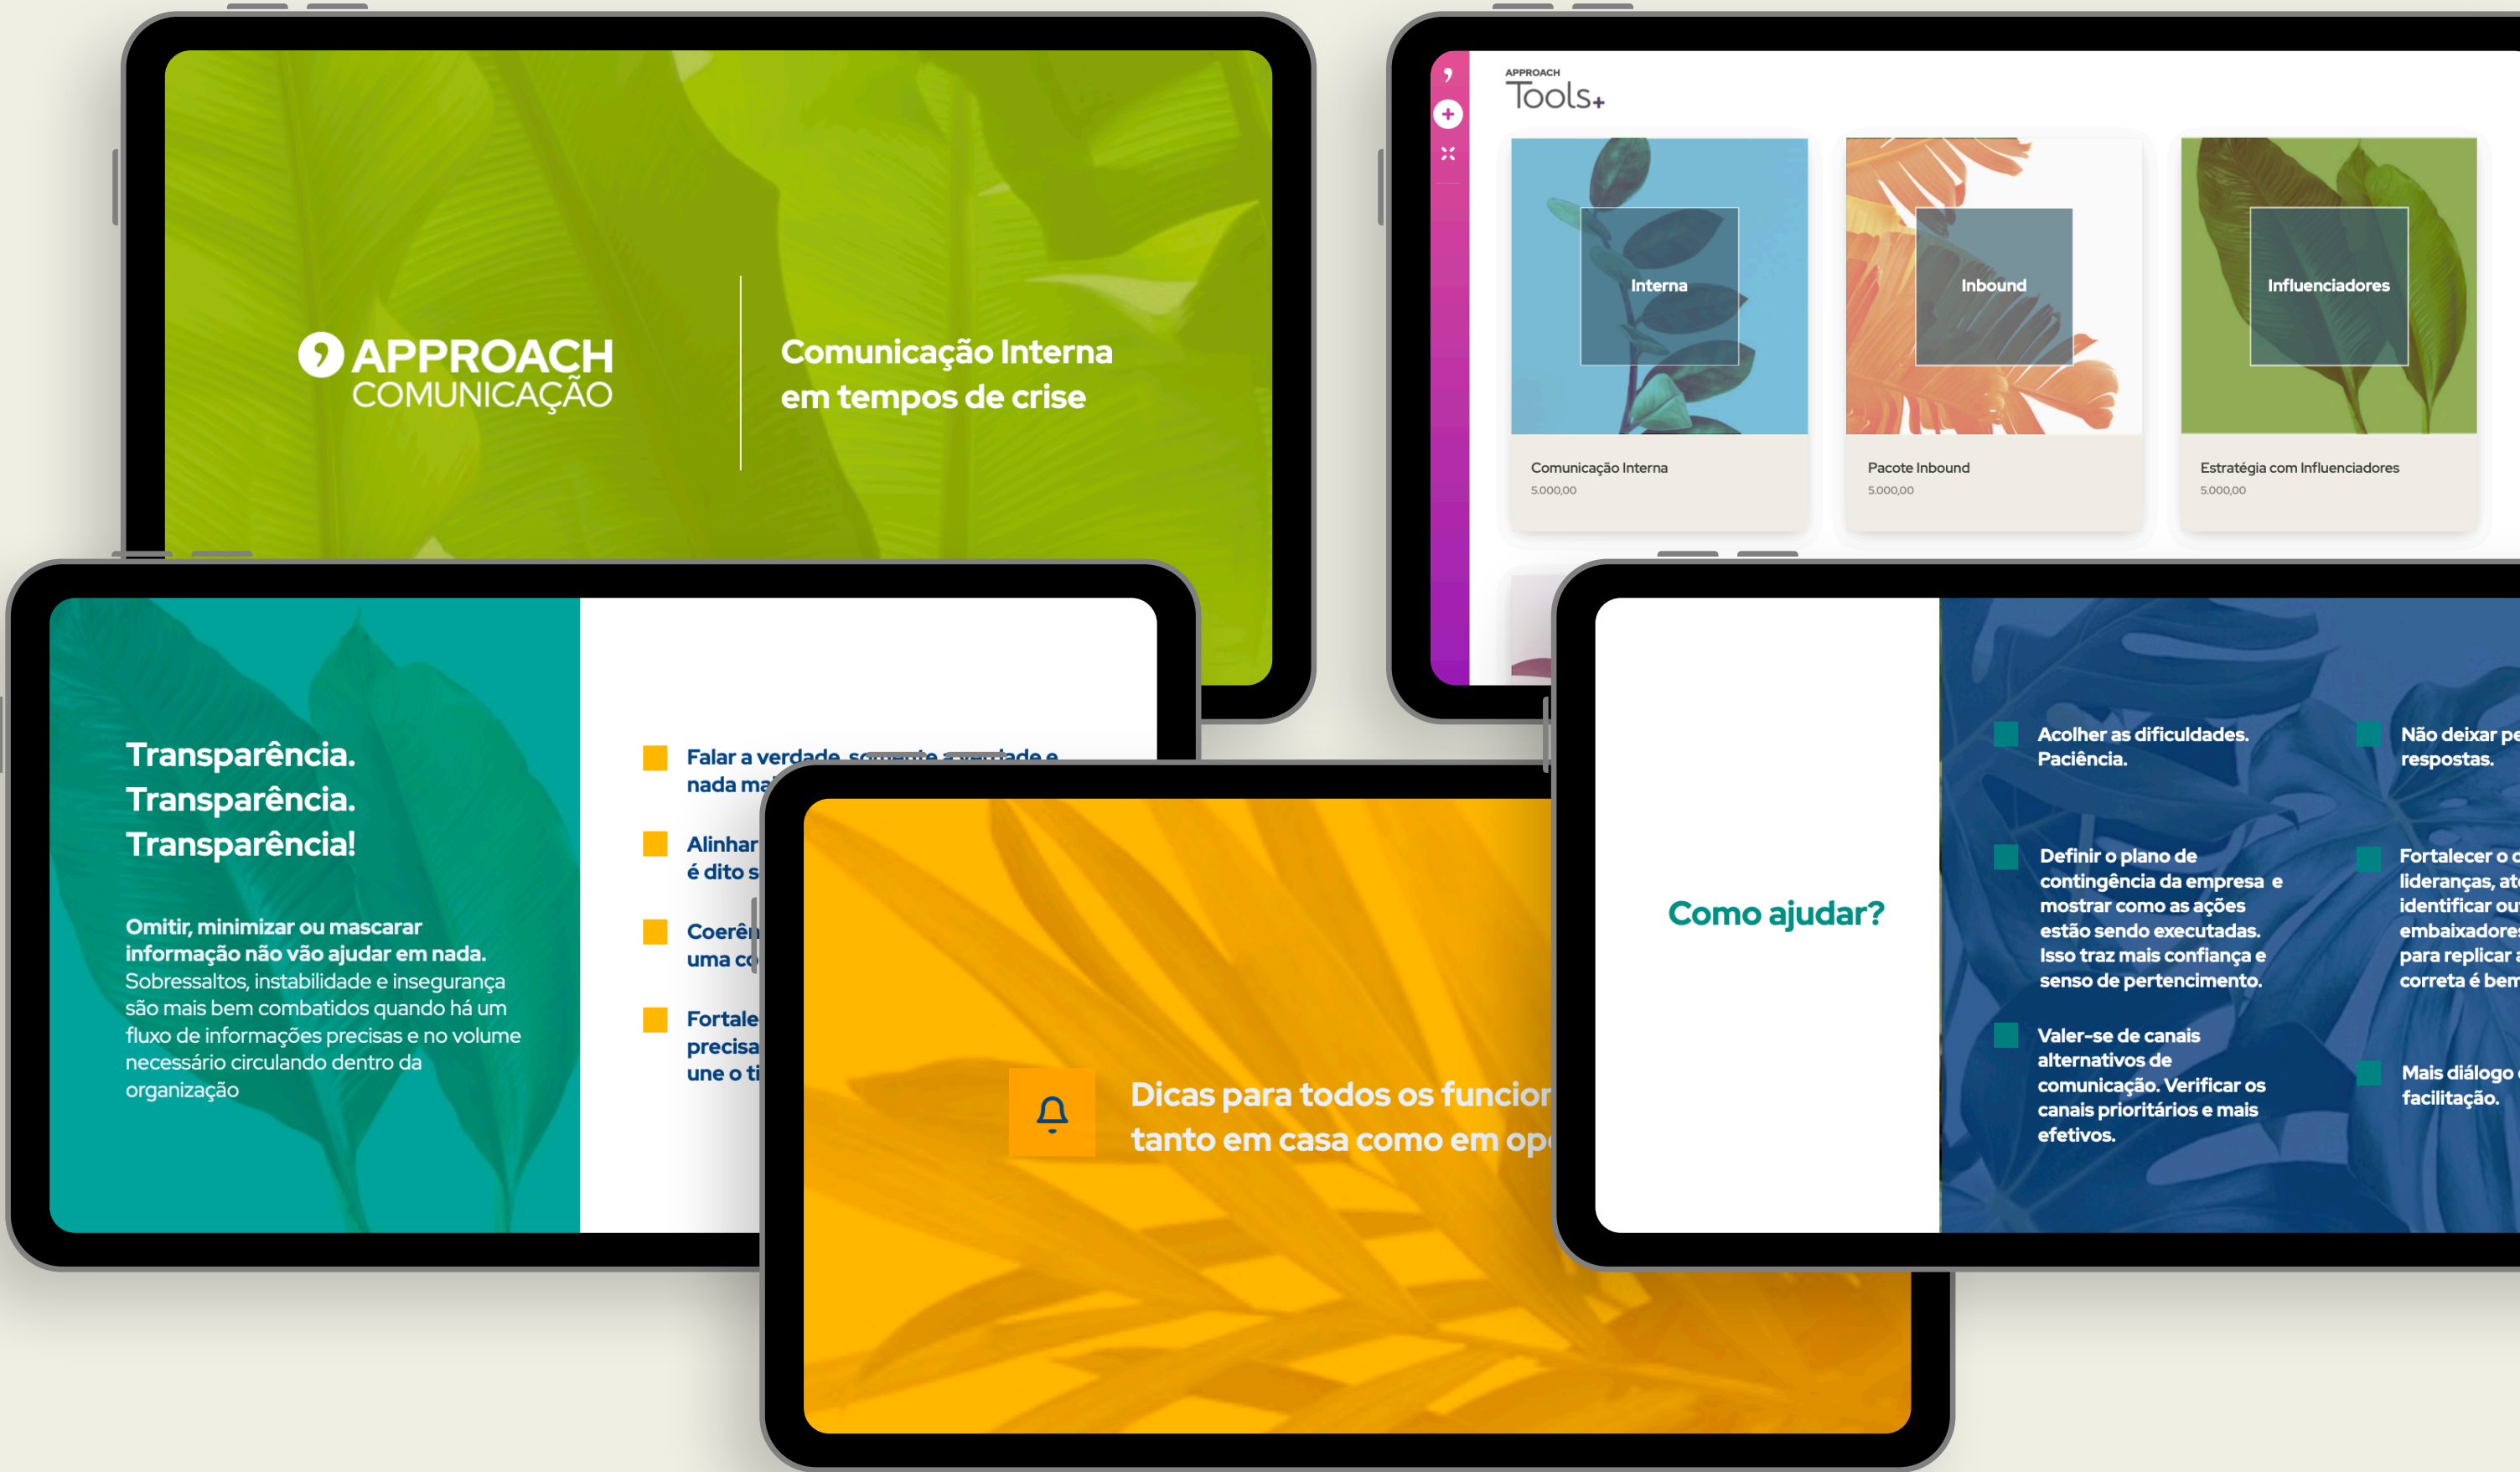 APPROACH
COMUNICAÇÃO
Comunicação Interna
em tempos de crise
APPROACH
Tools+
Interna
Inbound
Influenciadores
Comunicação Interna
5.000,00
Pacote Inbound
5.000,00
Estratégia com Influenciadores
5.000,00
Transparência.
Transparência.
Transparência!
Omitir, minimizar ou mascarar
informação não vão ajudar em nada.
Sobressaltos, instabilidade e insegurança
são mais bem combatidos quando há um
fluxo de informações precisas e no volume
necessário circulando dentro da
organização
Falar a verdade, somente a verdade e
nada
Alinhar
é dito
uma
precisa
une o
Dicas para todos os
tanto em casa como em
Como ajudar?
Acolher as dificuldades.
Paciência.
Definir o plano de
contingência da empresa e
mostrar como as ações
estão sendo executadas.
Isso traz mais confiança e
senso de pertencimento.
Valer-se de canais
alternativos de
comunicação. Verificar os
canais prioritários e mais
efetivos.
Não deixar
respostas.
Fortalecer o
lideranças,
identificar
para replicar
correta é
Mais diálogo
facilitação.